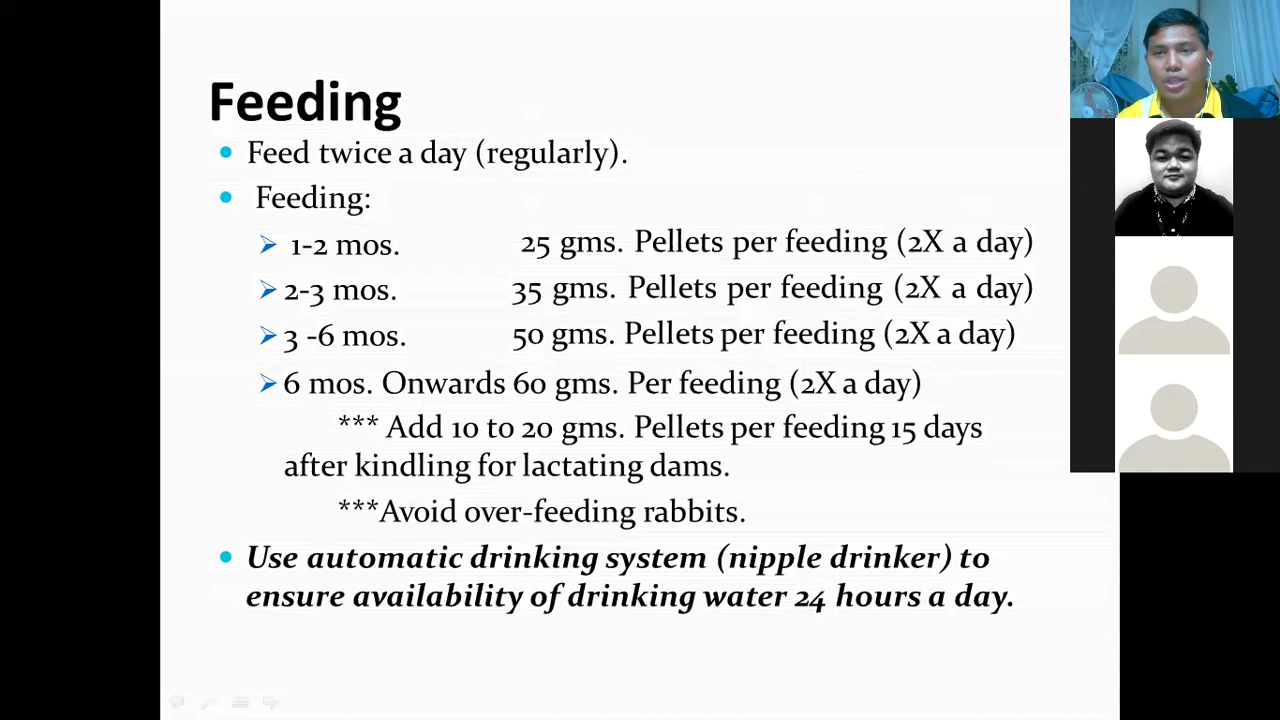 Feeding
Feed twice a day (regularly).
Feeding:
1-2 mos. 25 gms. Pellets per feeding (2X a day)
2-3 mos. 35 gms. Pellets per feeding (2X a day)
3 -6 mos. 50 gms. Pellets per feeding (2X a day)
6 mos. Onwards 60 gms. Per feeding (2X a day)
*** Add 10 to 20 gms. Pellets per feeding 15 days
after kindling for lactating dams.
***Avoid over-feeding rabbits.
Use automatic drinking system (nipple drinker) to
ensure availability of drinking water 24 hours a day.